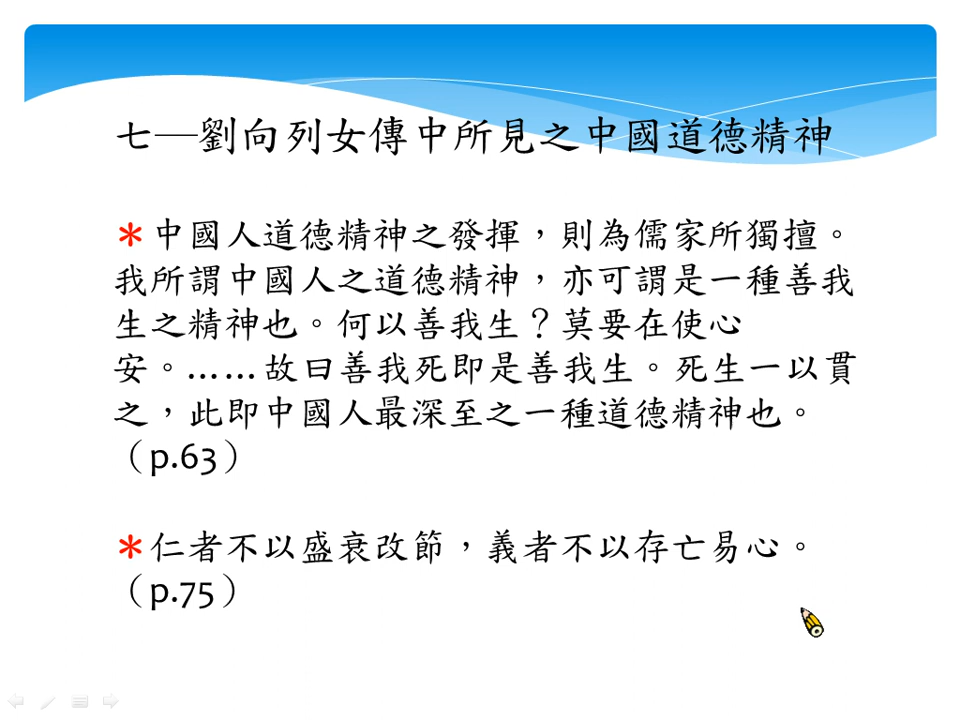 七─劉向列女傳中所見之中國道德精神
＊中國人道德精神之發揮，則為儒家所獨擅。
我所謂中國人之道德精神，亦可謂是一種善我
生之精神也。何以善我生？莫要在使心
安。……故曰善我死即是善我生。死生一以貫
之，此即中國人最深至之一種道德精神也。
（p.63）
＊仁者不以盛衰改節，義者不以存亡易心。
（p.75）